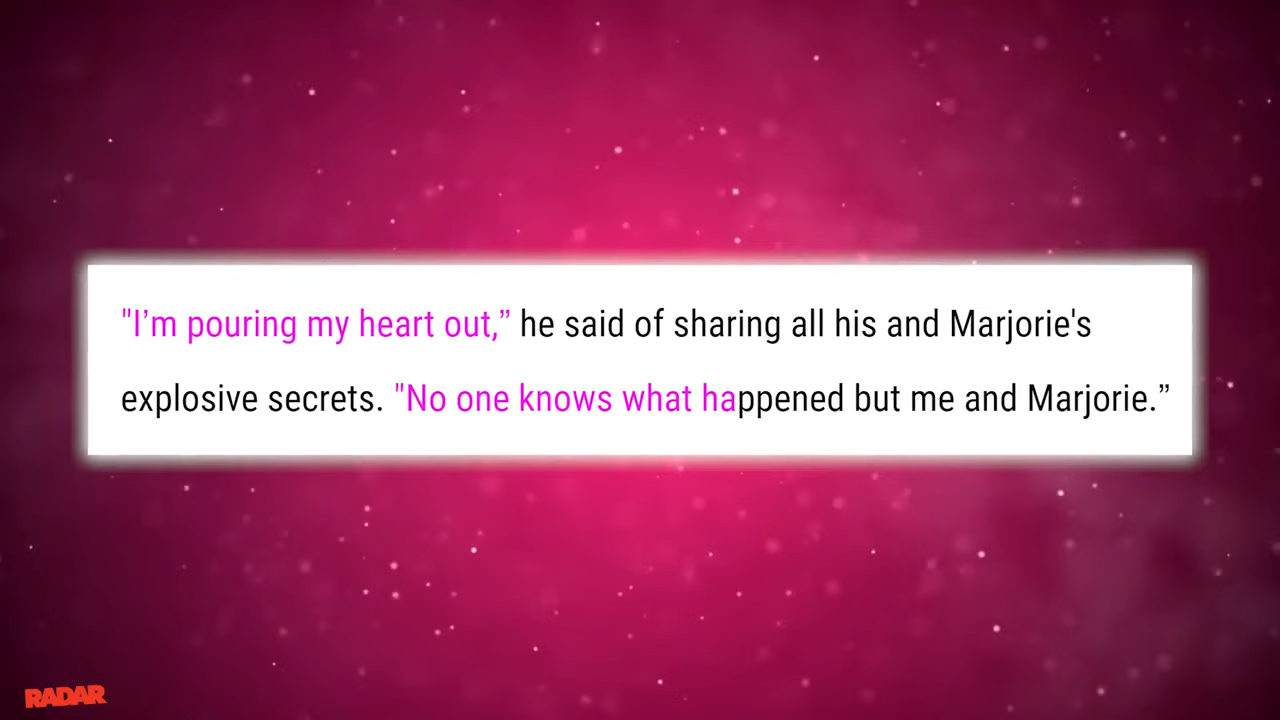 "I’m pouring my heart out,” he said of sharing all his and Marjorie's
explosive secrets. "No one knows what happened but me and Marjorie.”
RADAR